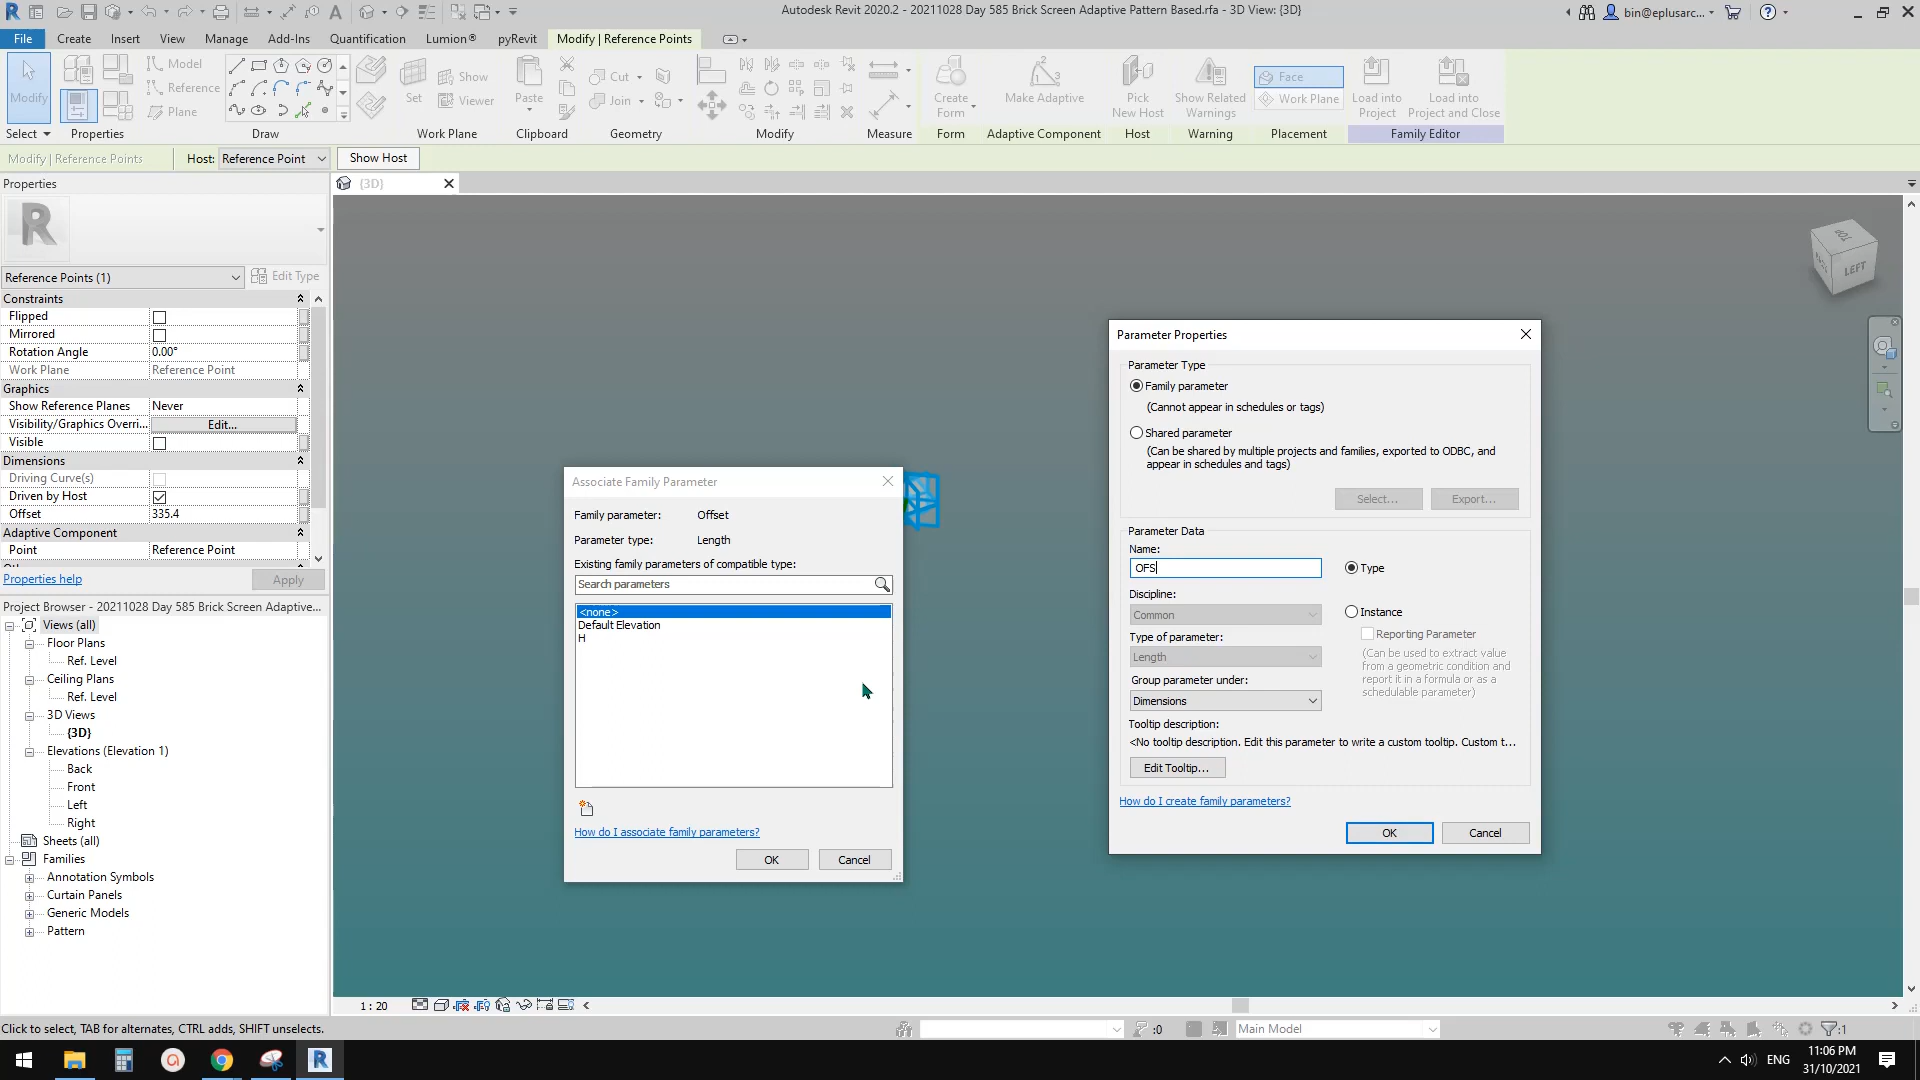 Autodesk Revit 2020.2 - 20211028 Day 585 Brick Screen Adaptive Pattern Based.rfa - 3D View: {3D}
bin@eplusarc...
File Create Insert View Manage Add-Ins Quantification Lumion® pyRevit Modify | Reference Points
Modify
Model
Reference
Plane
Set
Show
Viewer
Paste
Cut
Join
Create Form
Make Adaptive
Pick New Host
Show Related Warnings
Face
Work Plane
Load into Project
Load into Project and Close
Select Properties Draw Work Plane Clipboard Geometry Modify Measure Form Adaptive Component Host Warning Placement Family Editor
Modify | Reference Points Host: Reference Point Show Host
Properties
{3D}
R
Reference Points (1) Edit Type
Constraints
Flipped
Mirrored
Rotation Angle 0.00°
Work Plane Reference Point
Graphics
Show Reference Planes Never
Visibility/Graphics Overri... Edit...
Visible
Dimensions
Driving Curve(s)
Driven by Host
Offset 335.4
Adaptive Component
Point Reference Point
Properties help Apply
Project Browser - 20211028 Day 585 Brick Screen Adaptive...
Views (all)
Floor Plans
Ref. Level
Ceiling Plans
Ref. Level
3D Views
{3D}
Elevations (Elevation 1)
Back
Front
Left
Right
Sheets (all)
Families
Annotation Symbols
Curtain Panels
Generic Models
Pattern
Associate Family Parameter
Family parameter: Offset
Parameter type: Length
Existing family parameters of compatible type:
Search parameters
<none>
Default Elevation
H
How do I associate family parameters?
OK Cancel
Parameter Properties
Parameter Type
Family parameter
(Cannot appear in schedules or tags)
Shared parameter
(Can be shared by multiple projects and families, exported to ODBC, and
appear in schedules and tags)
Select... Export...
Parameter Data
Name:
OFS
Type
Discipline:
Common
Instance
Type of parameter:
Reporting Parameter
Length
(Can be used to extract value
from a geometric condition and
report it in a formula or as a
schedulable parameter)
Group parameter under:
Dimensions
Tooltip description:
<No tooltip description. Edit this parameter to write a custom tooltip. Custom t...
Edit Tooltip...
How do I create family parameters?
OK Cancel
LEFT
1 : 20
Click to select, TAB for alternates, CTRL adds, SHIFT unselects.
:0
Main Model
:1
ENG
11:06 PM
31/10/2021